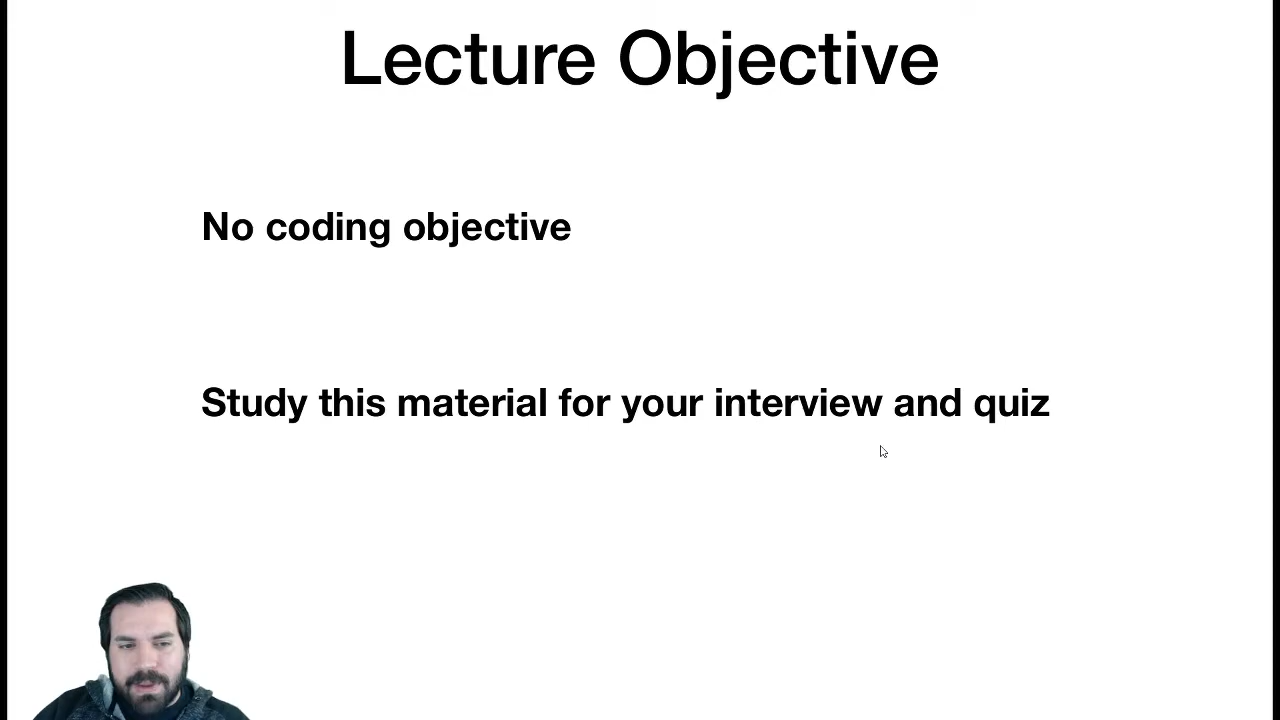 Lecture Objective
No coding objective
Study this material for your interview and quiz